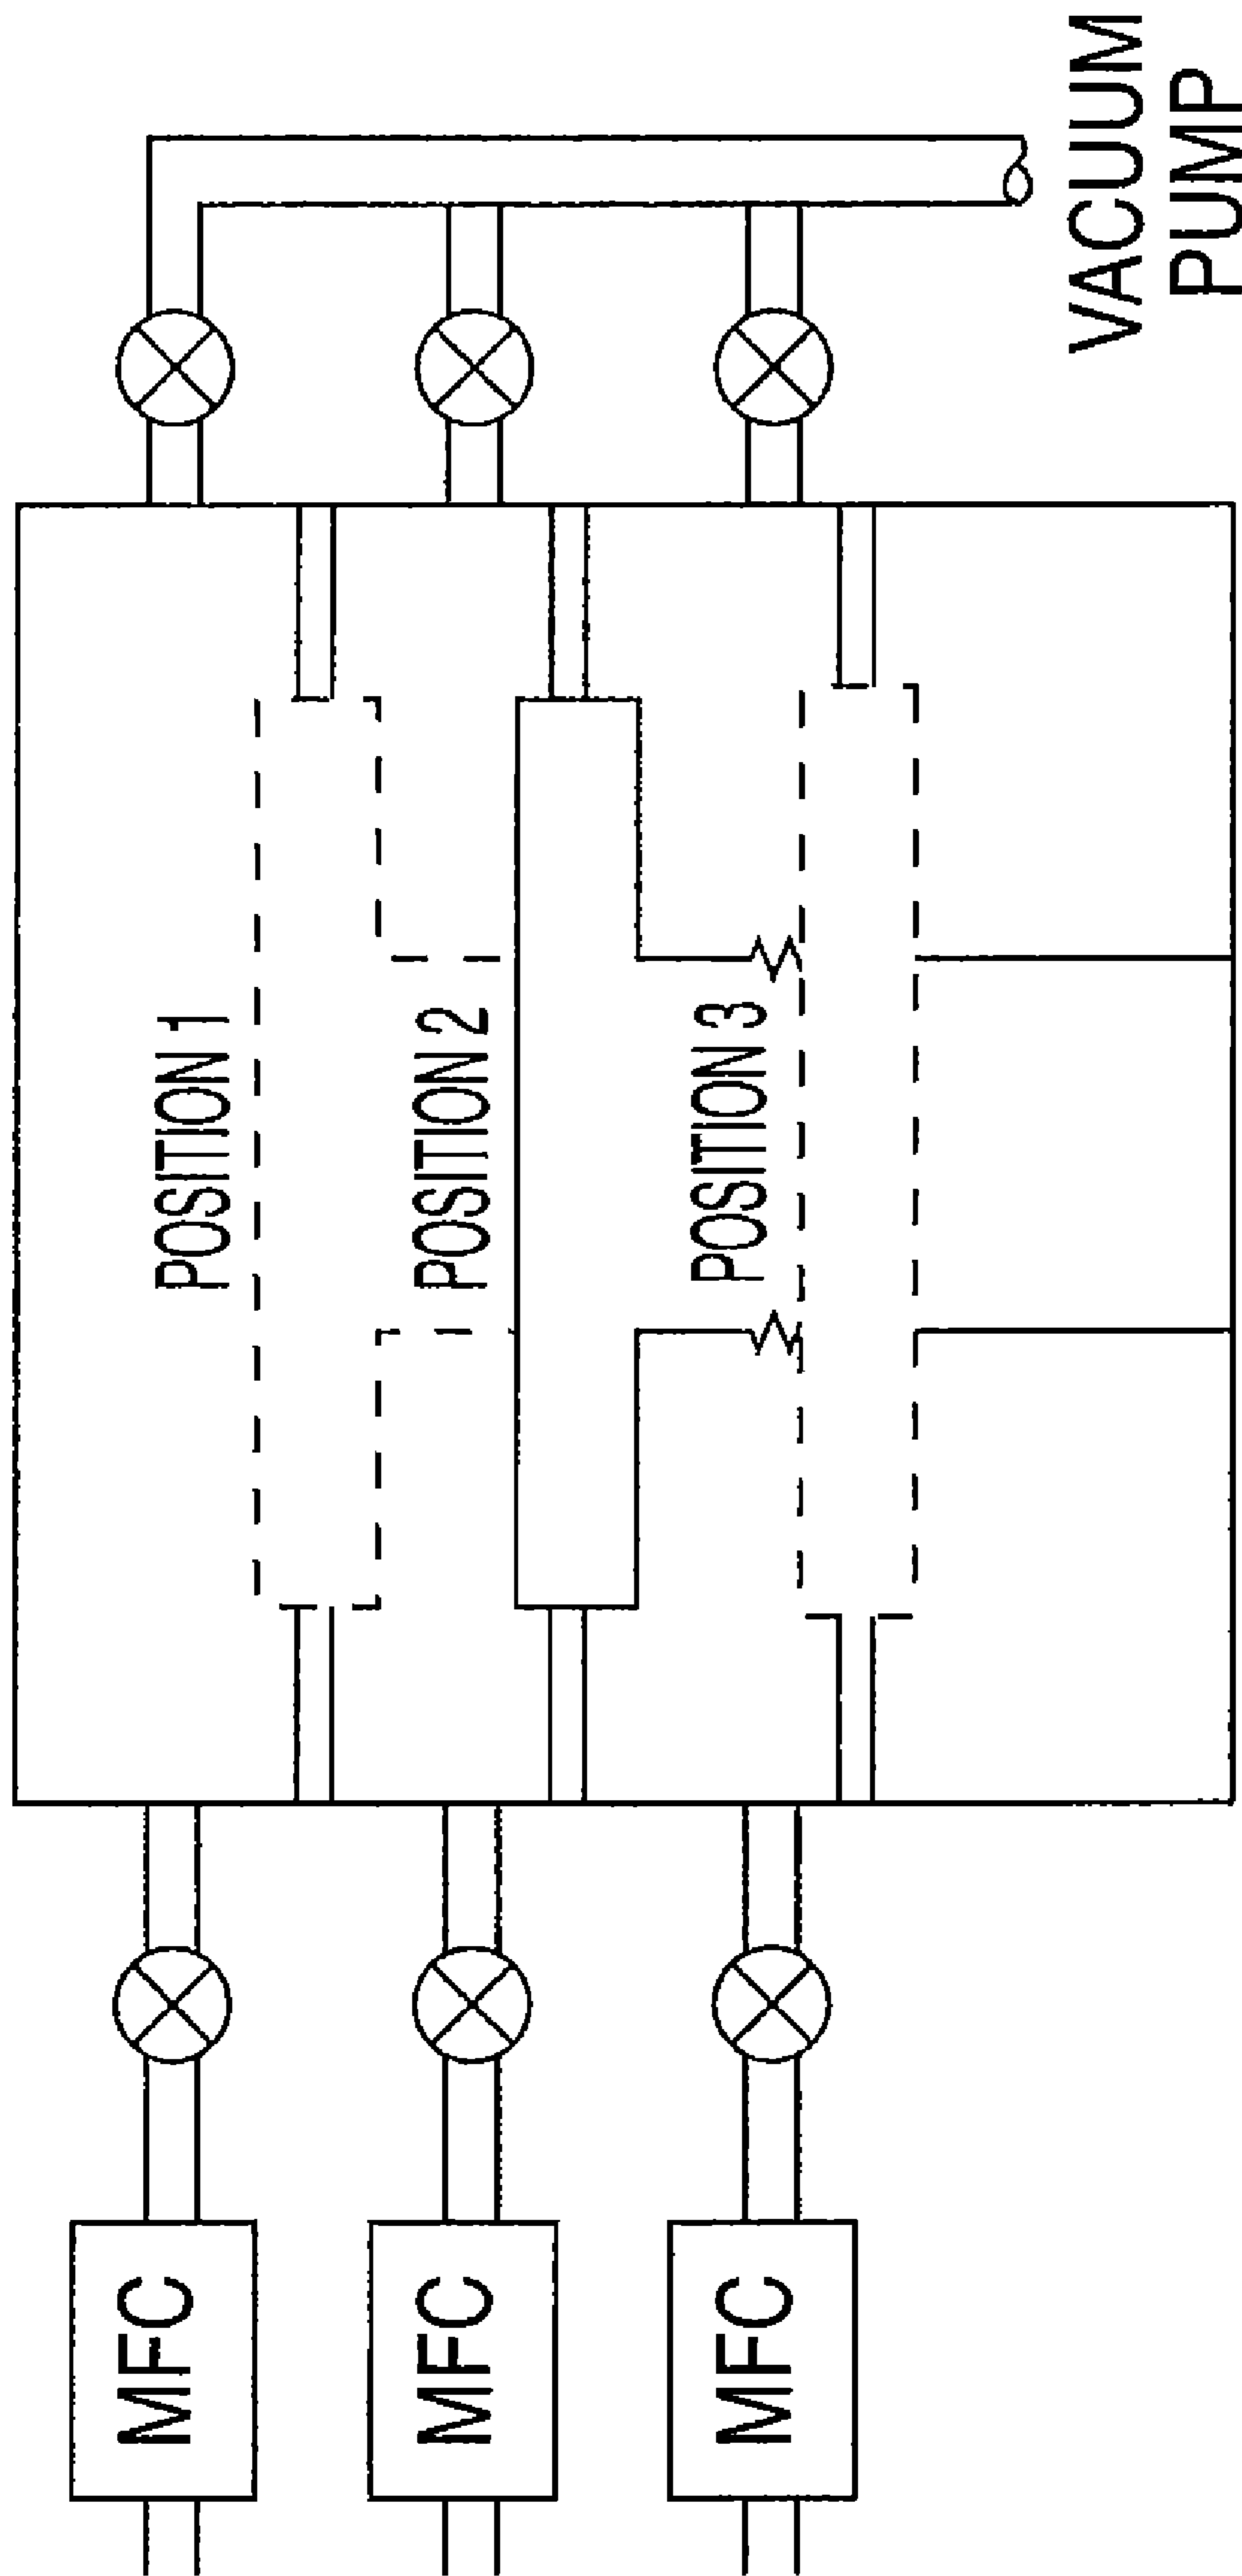 MFC
MFC
MFC
POSITION 1
POSITION 2
POSITION 3
VACUUM
PUMP